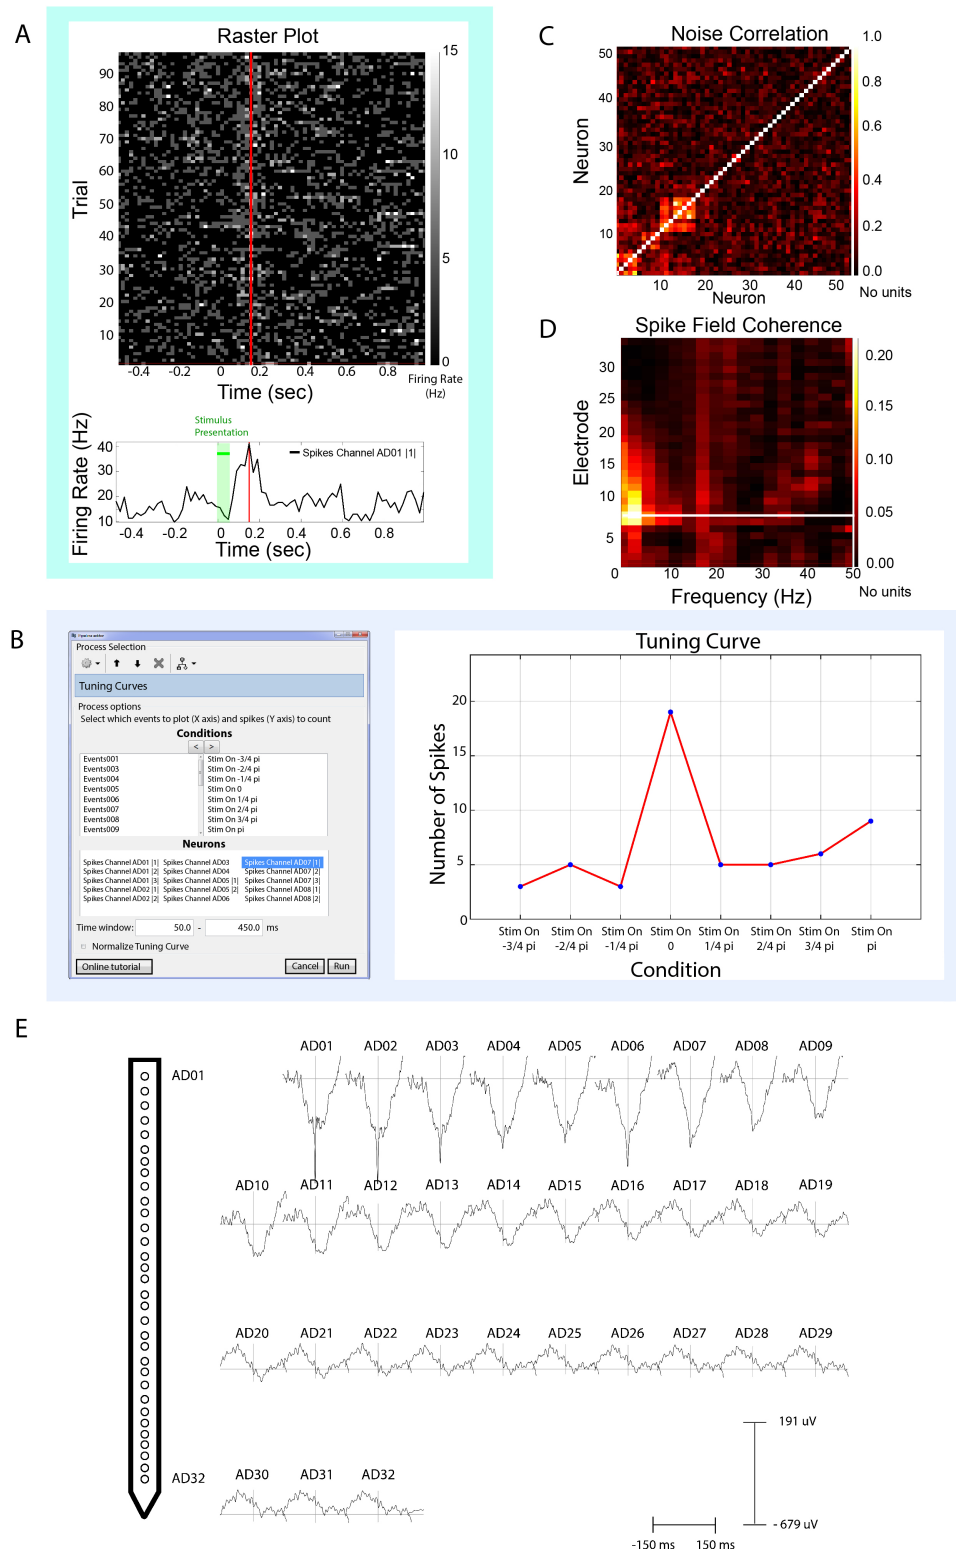 A
Raster Plot
Trial
90
80
70
60
50
40
30
20
10
15
10
5
0
-0.4
-0.2
0
0.2
0.4
0.6
0.8
Time (sec)
Firing Rate
(Hz)
Stimulus
Presentation
Firing Rate (Hz)
40
30
20
10
Spikes Channel AD01 |1|
-0.4
-0.2
0
0.2
0.4
0.6
0.8
Time (sec)
C
Noise Correlation
Neuron
50
40
30
20
10
1.0
0.8
0.6
0.4
0.2
0.0
10
20
30
40
50
Neuron
No units
D
Spike Field Coherence
Electrode
30
25
20
15
10
5
0.20
0.15
0.10
0.05
0.00
0
10
20
30
40
50
Frequency (Hz)
No units
B
Process Selection
Tuning Curves
Process options
Select which events to plot (X axis) and spikes (Y axis) to count
Conditions
< >
Events001
Events003
Events004
Events005
Events006
Events007
Events008
Events009
Stim On -3/4 pi
Stim On -2/4 pi
Stim On -1/4 pi
Stim On 0
Stim On 1/4 pi
Stim On 2/4 pi
Stim On 3/4 pi
Stim On pi
Neurons
Spikes Channel AD01 |1| Spikes Channel AD03 Spikes Channel AD07 |1|
Spikes Channel AD01 |2| Spikes Channel AD04 Spikes Channel AD07 |2|
Spikes Channel AD01 |3| Spikes Channel AD05 |1| Spikes Channel AD07 |3|
Spikes Channel AD02 |1| Spikes Channel AD05 |2| Spikes Channel AD08 |1|
Spikes Channel AD02 |2| Spikes Channel AD06 Spikes Channel AD08 |2|
Time window: 50.0 - 450.0 ms
Normalize Tuning Curve
Online tutorial
Cancel
Run
Tuning Curve
Number of Spikes
20
15
10
5
0
Stim On Stim On Stim On Stim On Stim On Stim On Stim On Stim On
-3/4 pi -2/4 pi -1/4 pi 0 1/4 pi 2/4 pi 3/4 pi pi
Condition
E
AD01
AD32
AD01 AD02 AD03 AD04 AD05 AD06 AD07 AD08 AD09
AD10 AD11 AD12 AD13 AD14 AD15 AD16 AD17 AD18 AD19
AD20 AD21 AD22 AD23 AD24 AD25 AD26 AD27 AD28 AD29
AD30 AD31 AD32
191 uV
- 679 uV
-150 ms
150 ms